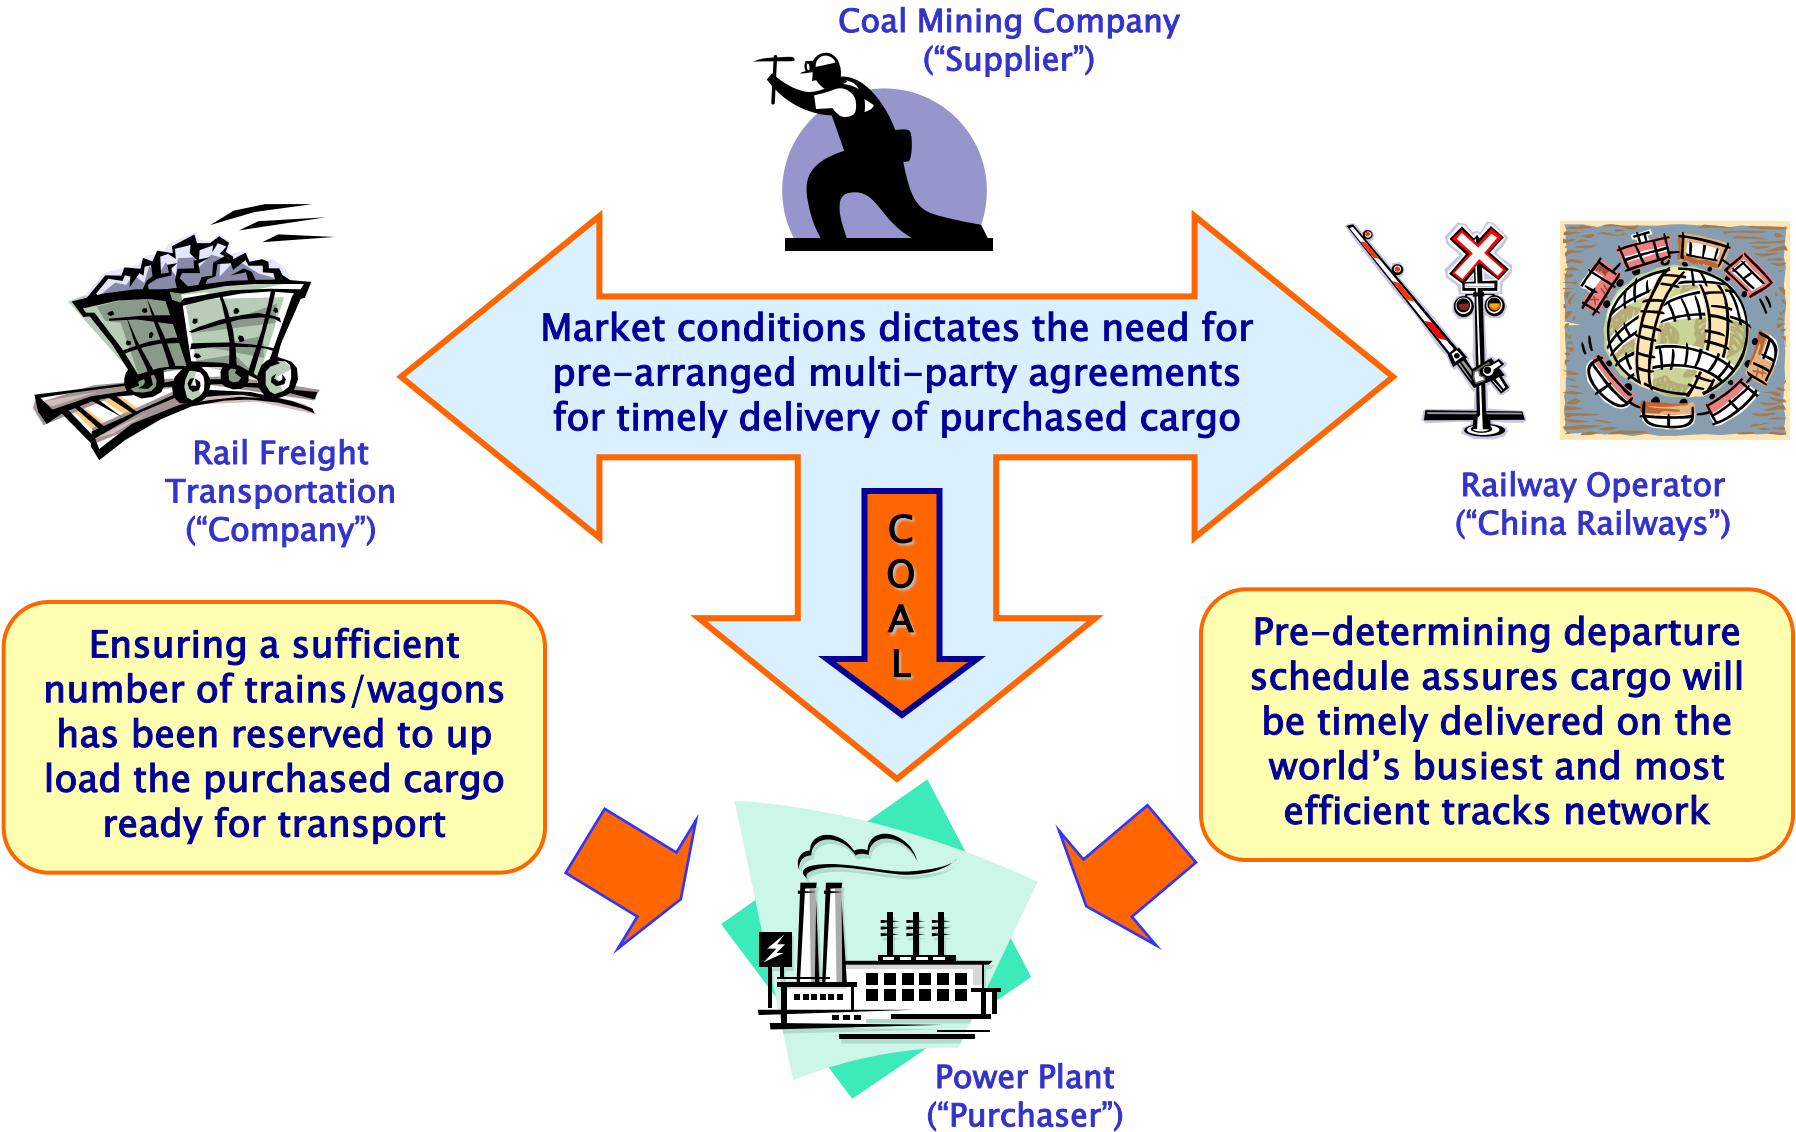 Coal Mining Company
(“Supplier”)
Market conditions dictates the need for
pre-arranged multi-party agreements
for timely delivery of purchased cargo
Rail Freight
Transportation
(“Company”)
Railway Operator
(“China Railways”)
C
O
A
L
Ensuring a sufficient
number of trains/wagons
has been reserved to up
load the purchased cargo
ready for transport
Pre-determining departure
schedule assures cargo will
be timely delivered on the
world’s busiest and most
efficient tracks network
Power Plant
(“Purchaser”)